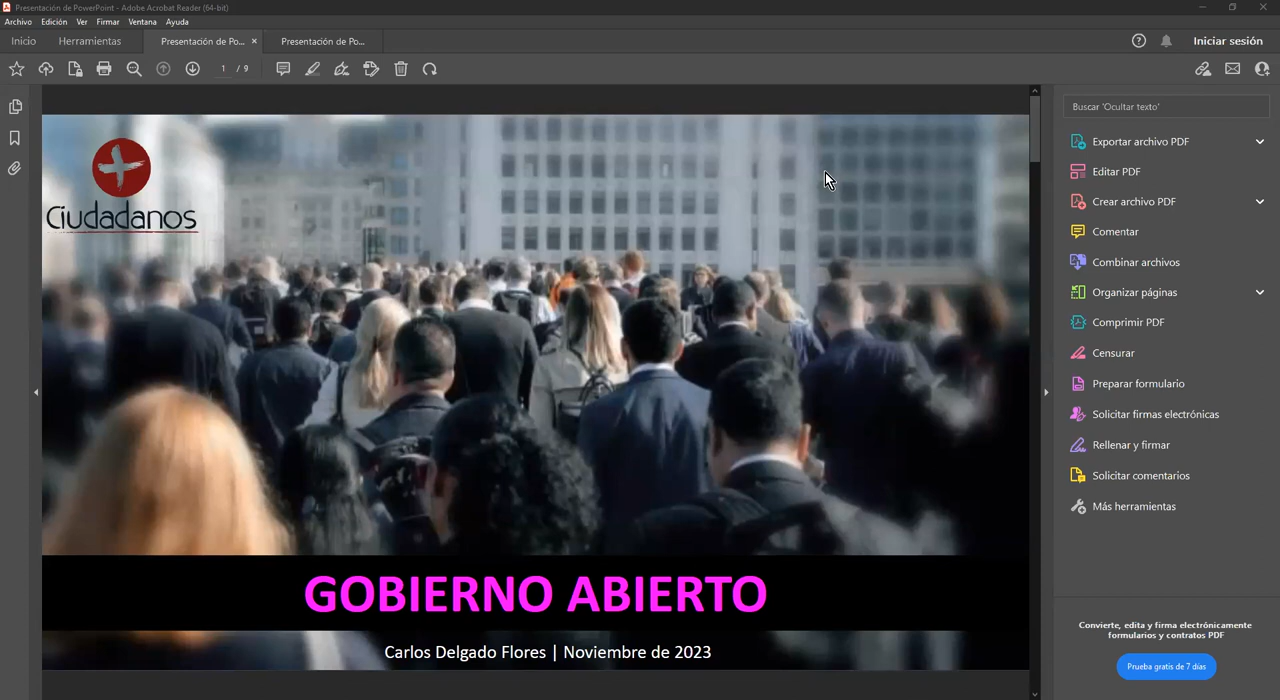 Presentación de PowerPoint - Adobe Acrobat Reader (64-bit)
Archivo Edición Ver Firmar Ventana Ayuda
Inicio Herramientas Presentación de Po... × Presentación de Po... Iniciar sesión
1 / 9
Buscar 'Ocultar texto'
Exportar archivo PDF
Editar PDF
Crear archivo PDF
Comentar
Combinar archivos
Organizar páginas
Comprimir PDF
Censurar
Preparar formulario
Solicitar firmas electrónicas
Rellenar y firmar
Solicitar comentarios
Más herramientas
Convierte, edita y firma electrónicamente
formularios y contratos PDF
Prueba gratis de 7 días
Ciudadanos
GOBIERNO ABIERTO
Carlos Delgado Flores | Noviembre de 2023